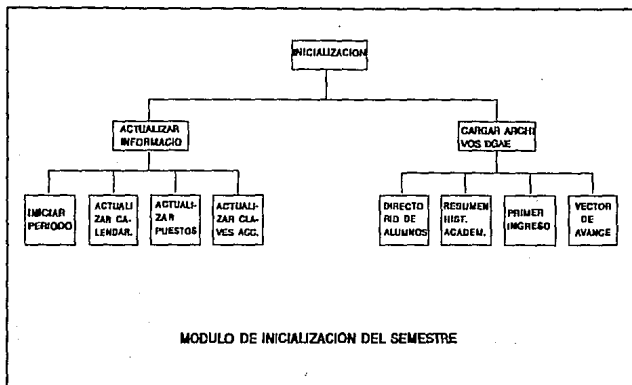 INICIALIZACION
ACTUALIZAR
INFORMACIO
CARGAR ARCHI
VOS DGAE
INICIAR
PERIODO
ACTUALI-
ZAR CA-
LENDAR.
ACTUALI-
ZAR
PUESTOS
ACTUALI-
ZAR CLA-
VES ACC.
DIRECTO
RIO DE
ALUMNOS
RESUMEN
HIST.
ACADEM.
PRIMER
INGRESO
VECTOR
DE
AVANCE
MODULO DE INICIALIZACION DEL SEMESTRE